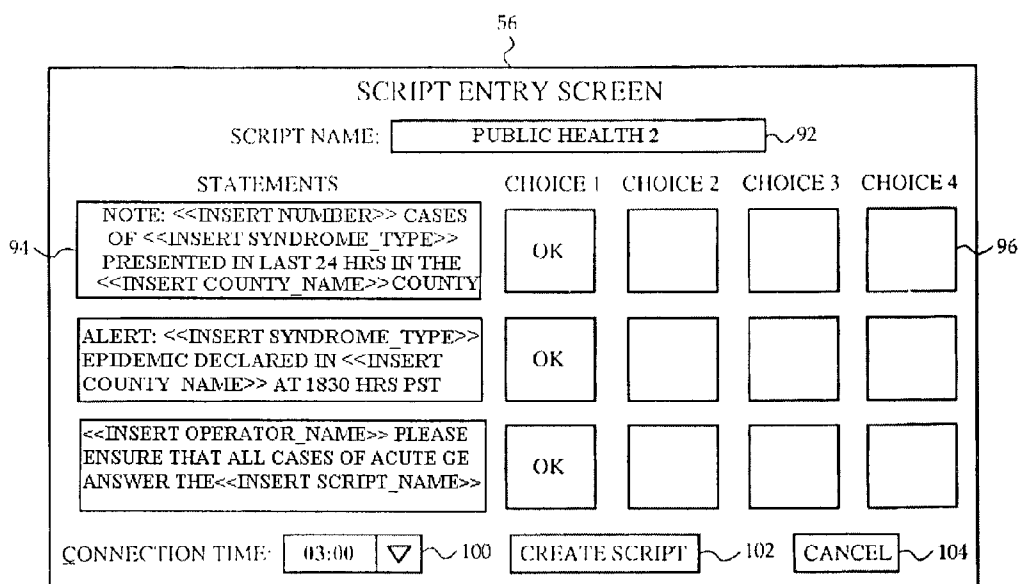 56
SCRIPT ENTRY SCREEN
SCRIPT NAME: PUBLIC HEALTH 2 92
STATEMENTS CHOICE 1 CHOICE 2 CHOICE 3 CHOICE 4
94
NOTE: <<INSERT NUMBER>> CASES
OF <<INSERT SYNDROME_TYPE>>
PRESENTED IN LAST 24 HRS IN THE
<<INSERT COUNTY_NAME>> COUNTY
OK
96
ALERT: <<INSERT SYNDROME_TYPE>>
EPIDEMIC DECLARED IN <<INSERT
COUNTY_NAME>> AT 1830 HRS PST
OK
<<INSERT OPERATOR_NAME>> PLEASE
ENSURE THAT ALL CASES OF ACUTE GE
ANSWER THE<<INSERT SCRIPT_NAME>>
OK
CONNECTION TIME: 03:00 100 CREATE SCRIPT 102 CANCEL 104